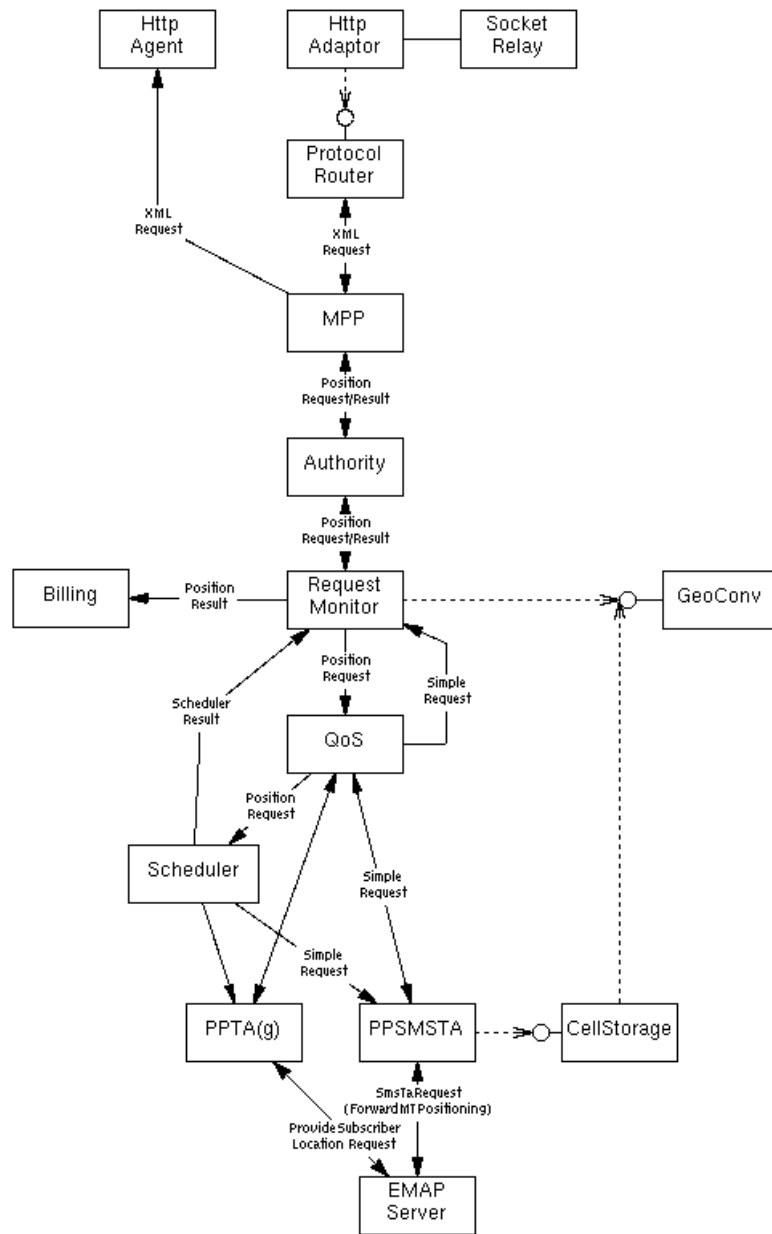 Http
Agent
Http
Adaptor
Socket
Relay
Protocol
Router
XML
Request
XML
Request
MPP
Position
Request/Result
Authority
Position
Request/Result
Billing
Position
Result
Request
Monitor
GeoConv
Position
Request
Simple
Request
Scheduler
Result
QoS
Position
Request
Scheduler
Simple
Request
Simple
Request
PPTA(g)
PPSMSTA
CellStorage
SmsTaRequest
(ForwardMTPositioning)
ProvideSubscriber
Location Request
EMAP
Server